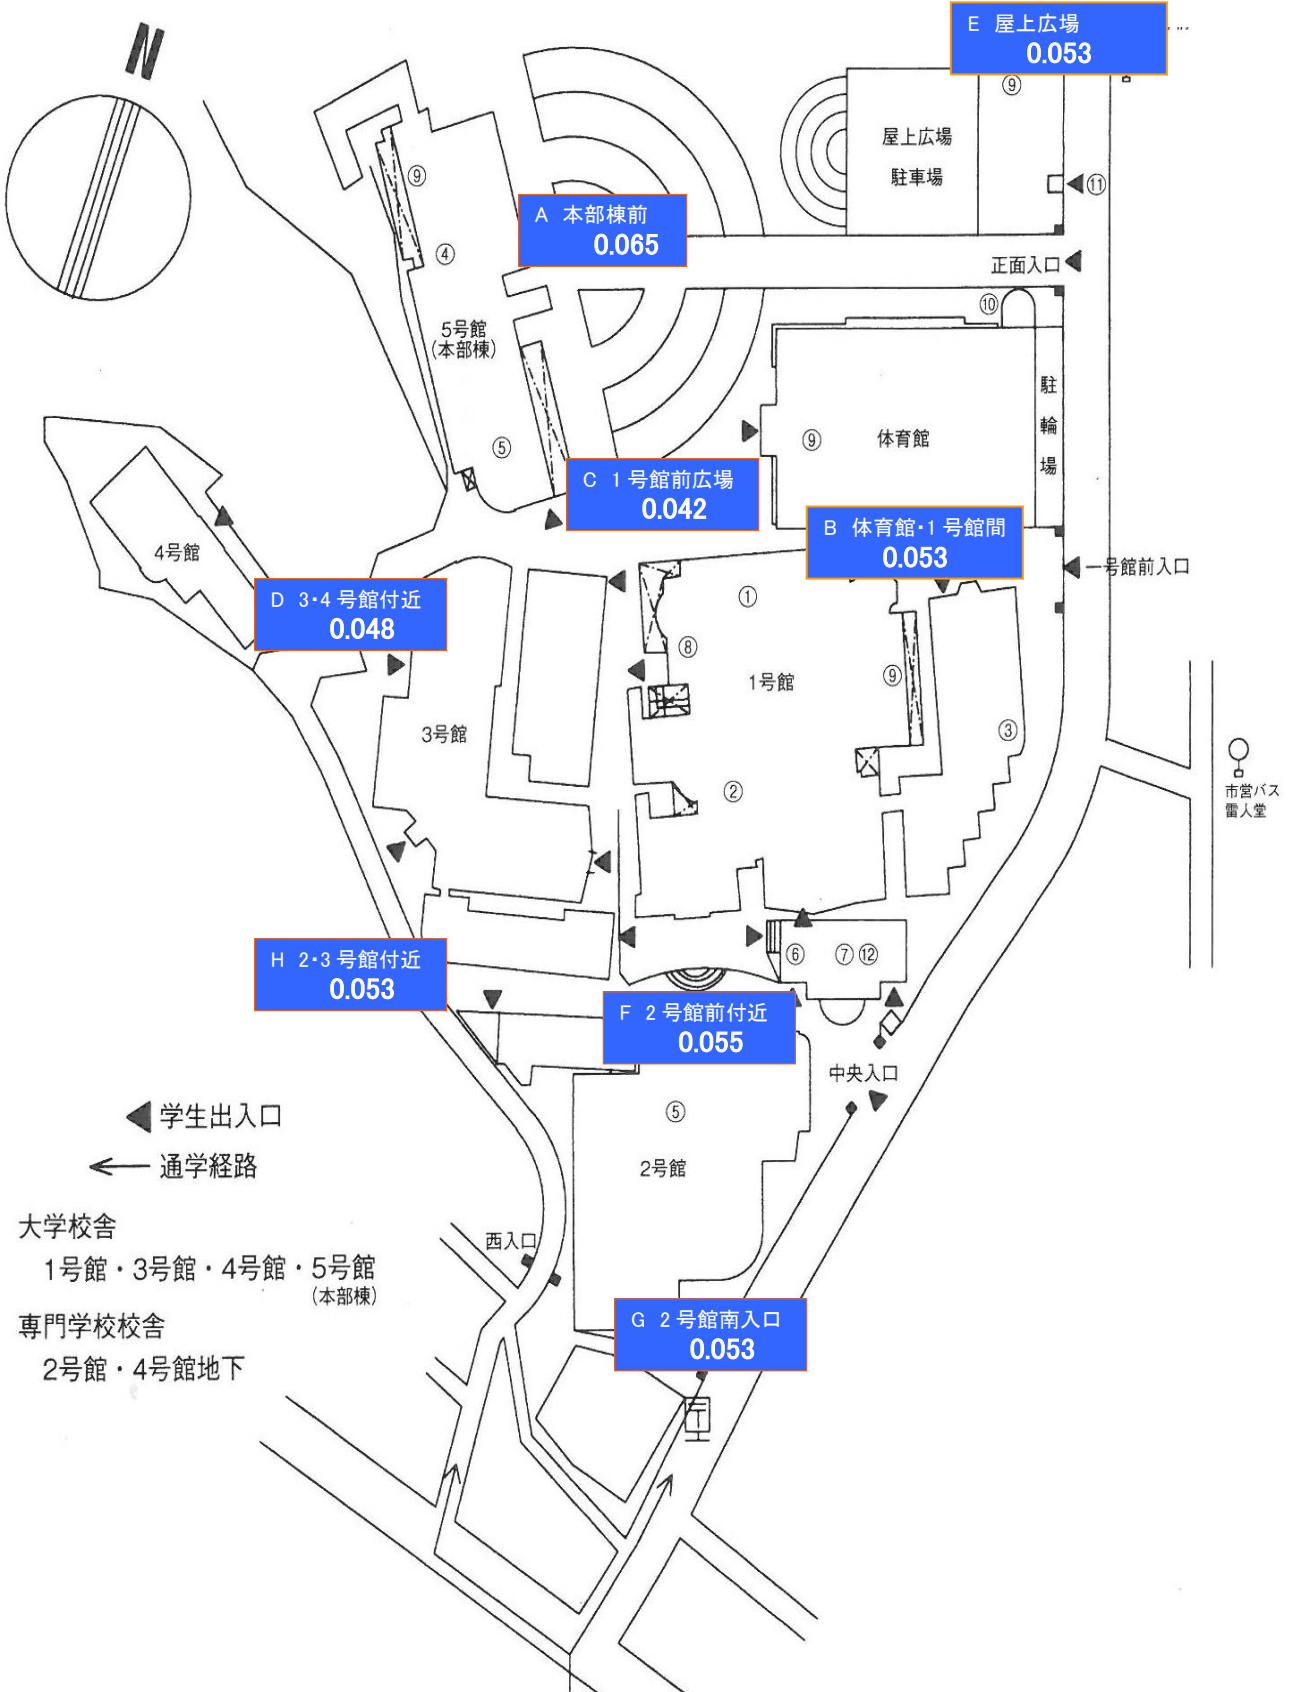 N
E 屋上広場
0.053
⑨
屋上広場
駐車場
⑪
⑨
A 本部棟前
0.065
④
正面入口
⑩
5号館
(本部棟)
駐輪場
⑨
体育館
⑤
C 1号館前広場
0.042
B 体育館・1号館間
0.053
一号館前入口
4号館
D 3・4号館付近
0.048
①
⑧
1号館
⑨
3号館
③
②
市営バス
雷人堂
H 2・3号館付近
0.053
⑥
⑦
⑫
F 2号館前付近
0.055
中央入口
学生出入口
⑤
通学経路
2号館
大学校舎
西入口
1号館・3号館・4号館・5号館
(本部棟)
専門学校校舎
G 2号館南入口
0.053
2号館・4号館地下